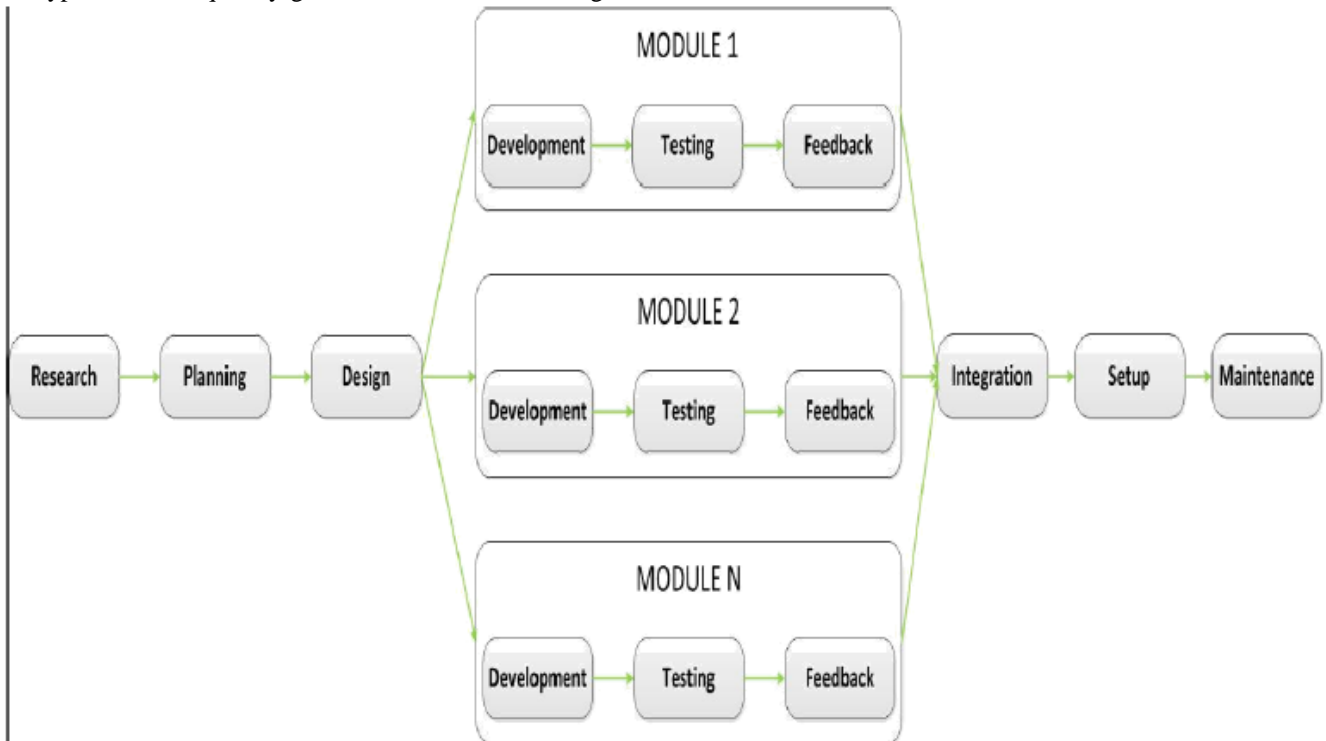 MODULE 1
Development
Testing
Feedback
MODULE 2
Research
Planning
Design
Development
Testing
Feedback
Integration
Setup
Maintenance
MODULE N
Development
Testing
Feedback